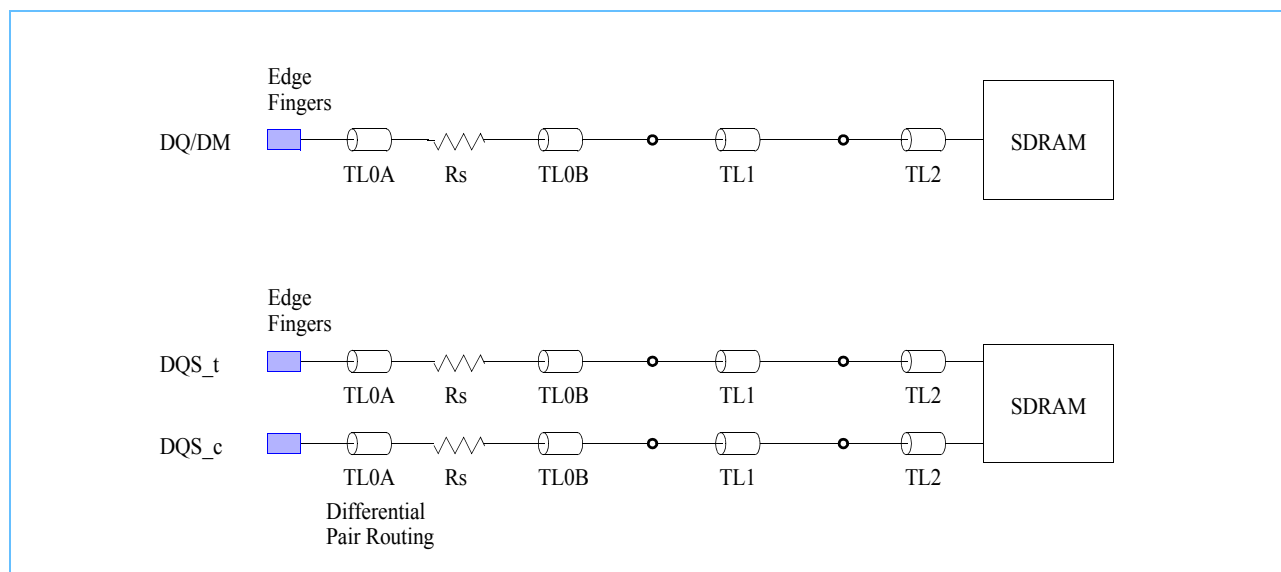 Edge
Fingers
DQ/DM
SDRAM
TL0A Rs TL0B TL1 TL2
Edge
Fingers
DQS_t
TL0A Rs TL0B TL1 TL2
SDRAM
DQS_c
TL0A Rs TL0B TL1 TL2
Differential
Pair Routing